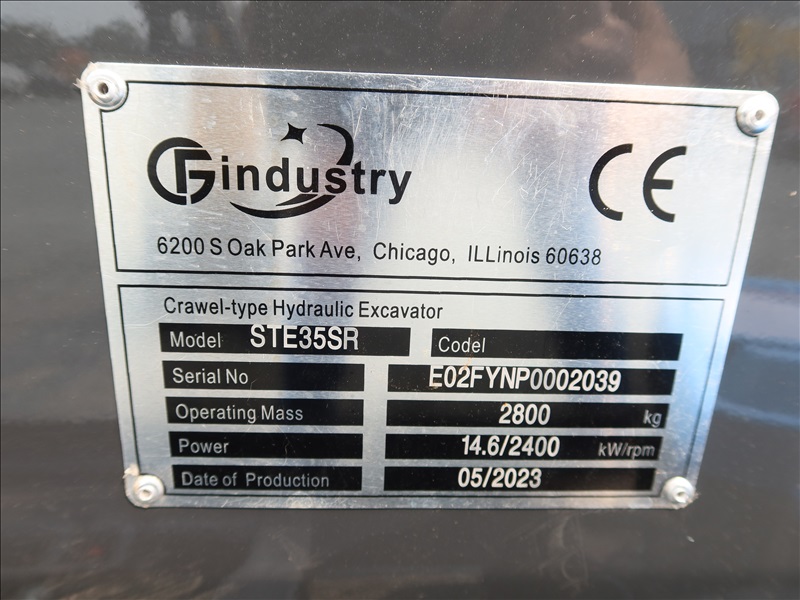 GFindustry
CE
6200 S Oak Park Ave, Chicago, ILLinois 60638
Crawel-type Hydraulic Excavator
Model STE35SR Codel
Serial No E02FYNP0002039
Operating Mass 2800 kg
Power 14.6/2400 kW/rpm
Date of Production 05/2023